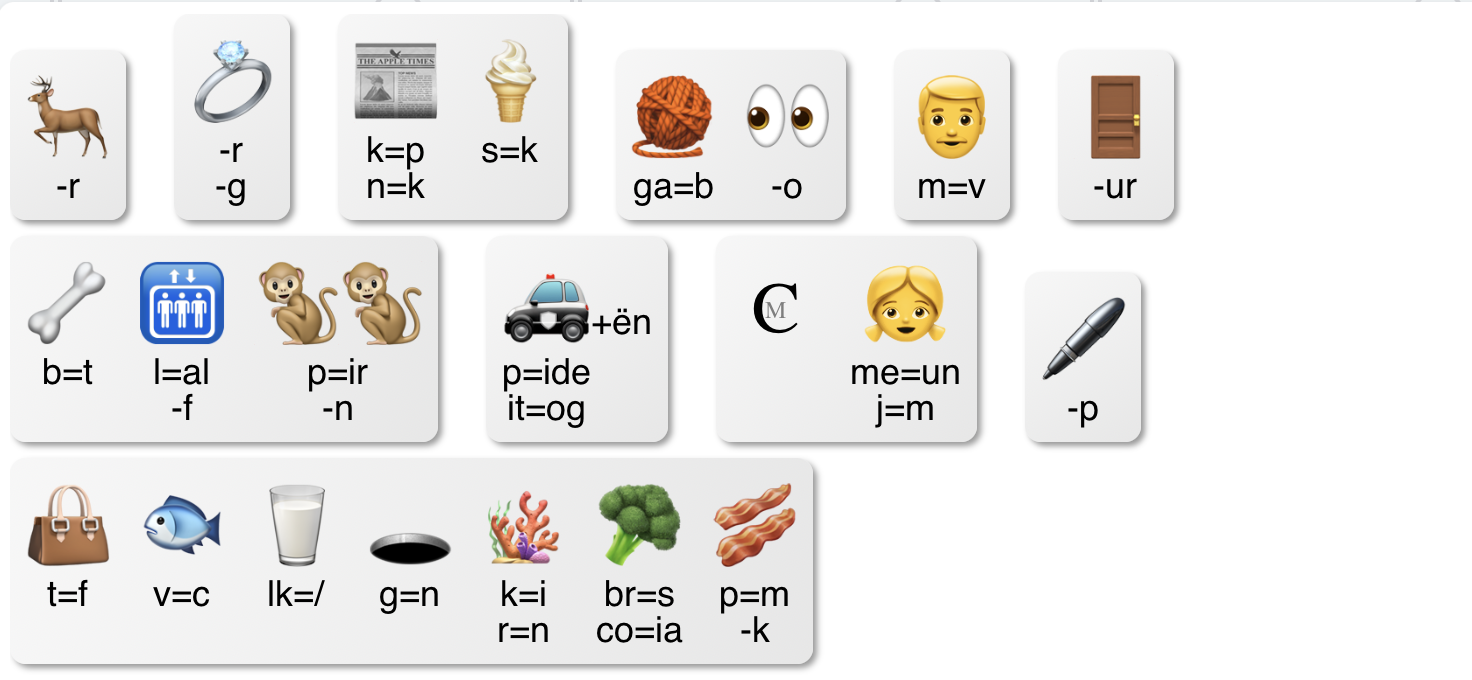 -r
-r
-g
THE APPLE TIMES
k=p
n=k
s=k
ga=b
-o
m=v
-ur
b=t
l=al
-f
p=ir
-n
+ën
p=ide
it=og
C
M
me=un
j=m
-p
t=f
v=c
lk=/
g=n
k=i
r=n
br=s
co=ia
p=m
-k